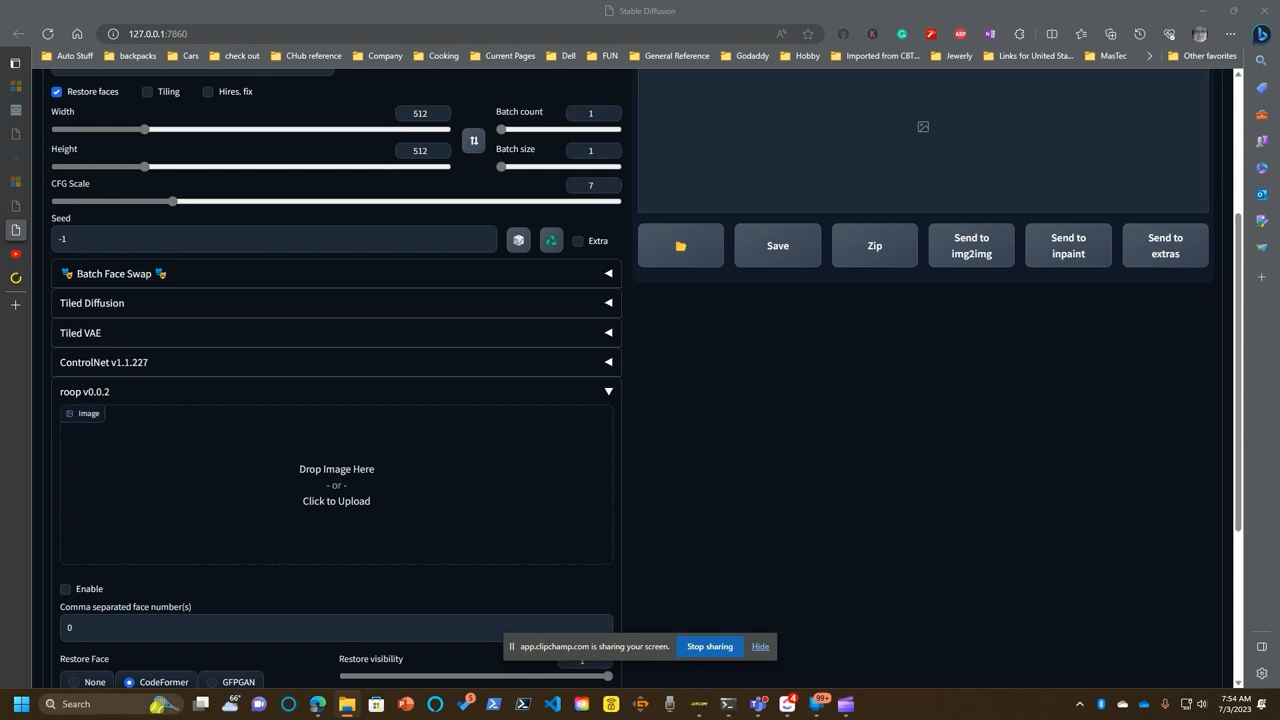 Stable Diffusion
127.0.0.1:7860
Auto Stuff backpacks Cars check out CHub reference Company Cooking Current Pages Dell FUN General Reference Godaddy Hobby Imported from CBT... Jewerly Links for United Sta... MasTec Other favorites
Restore faces Tiling Hires. fix
Width 512 Batch count 1
Height 512 Batch size 1
CFG Scale 7
Seed
-1 Extra
Save Zip Send to img2img Send to inpaint Send to extras
Batch Face Swap
Tiled Diffusion
Tiled VAE
ControlNet v1.1.227
roop v0.0.2
Image
Drop Image Here
- or -
Click to Upload
Enable
Comma separated face number(s)
0
app.clipchamp.com is sharing your screen. Stop sharing Hide
Restore Face Restore visibility 1
None CodeFormer GFPGAN
Search 66° 5 4 99+ 7:54 AM
7/3/2023